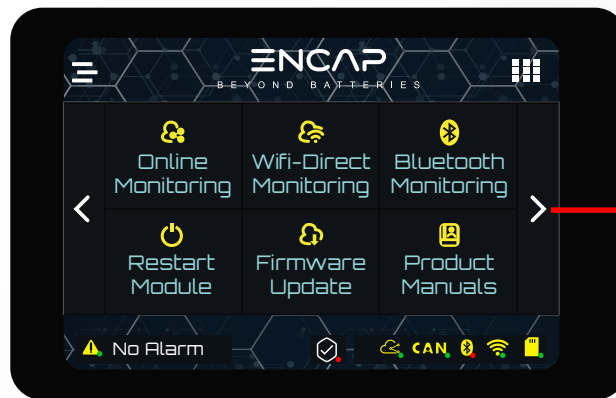 ENCAP
BEYOND BATTERIES
Online Monitoring
Wifi-Direct Monitoring
Bluetooth Monitoring
Restart Module
Firmware Update
Product Manuals
No Alarm
CAN